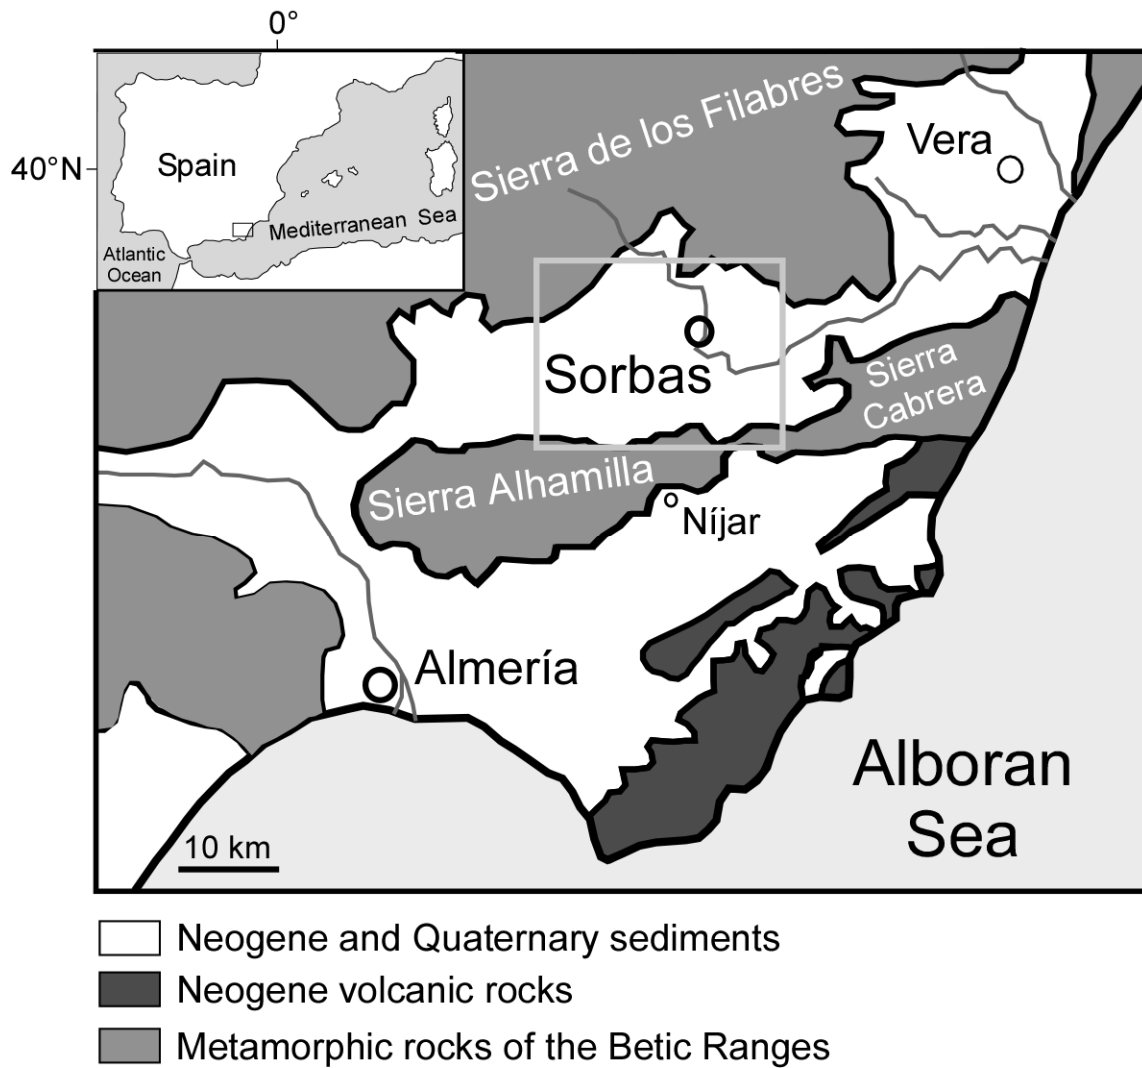 0°
40°N
Spain
Mediterranean Sea
Atlantic
Ocean
Sierra de los Filabres
Vera
Sorbas
Sierra
Cabrera
Sierra Alhamilla
Níjar
Almería
Alboran
Sea
10 km
Neogene and Quaternary sediments
Neogene volcanic rocks
Metamorphic rocks of the Betic Ranges